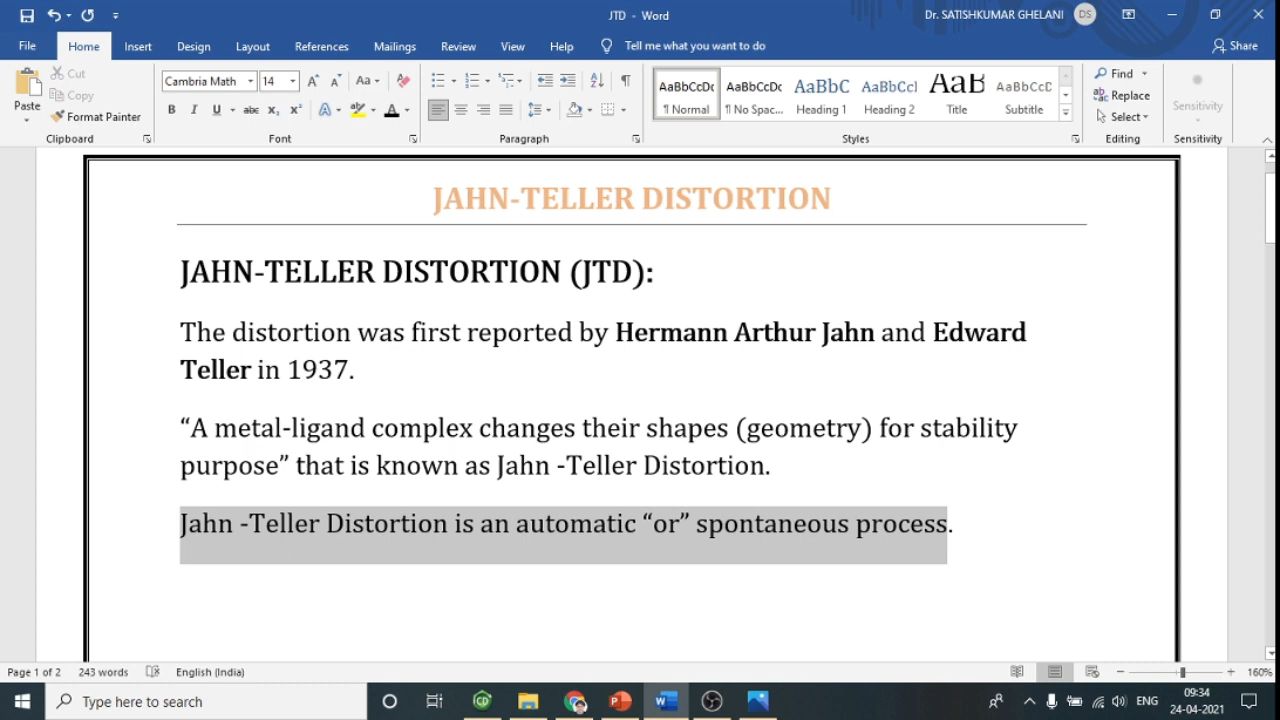 JTD - Word
Dr. SATISHKUMAR GHELANI DS
File Home Insert Design Layout References Mailings Review View Help Tell me what you want to do Share
Paste Cut Copy Format Painter
Cambria Math 14
AaBbCcDc AaBbCcDc AaBbC AaBbCcl AaB AaBbCcC
¶ Normal ¶ No Spac... Heading 1 Heading 2 Title Subtitle
Find Replace Select
Sensitivity
Clipboard Font Paragraph Styles Editing Sensitivity
JAHN-TELLER DISTORTION
JAHN-TELLER DISTORTION (JTD):
The distortion was first reported by Hermann Arthur Jahn and Edward
Teller in 1937.
“A metal-ligand complex changes their shapes (geometry) for stability
purpose” that is known as Jahn -Teller Distortion.
Jahn -Teller Distortion is an automatic “or” spontaneous process.
Page 1 of 2 243 words English (India) 160%
Type here to search
ENG
09:34
24-04-2021